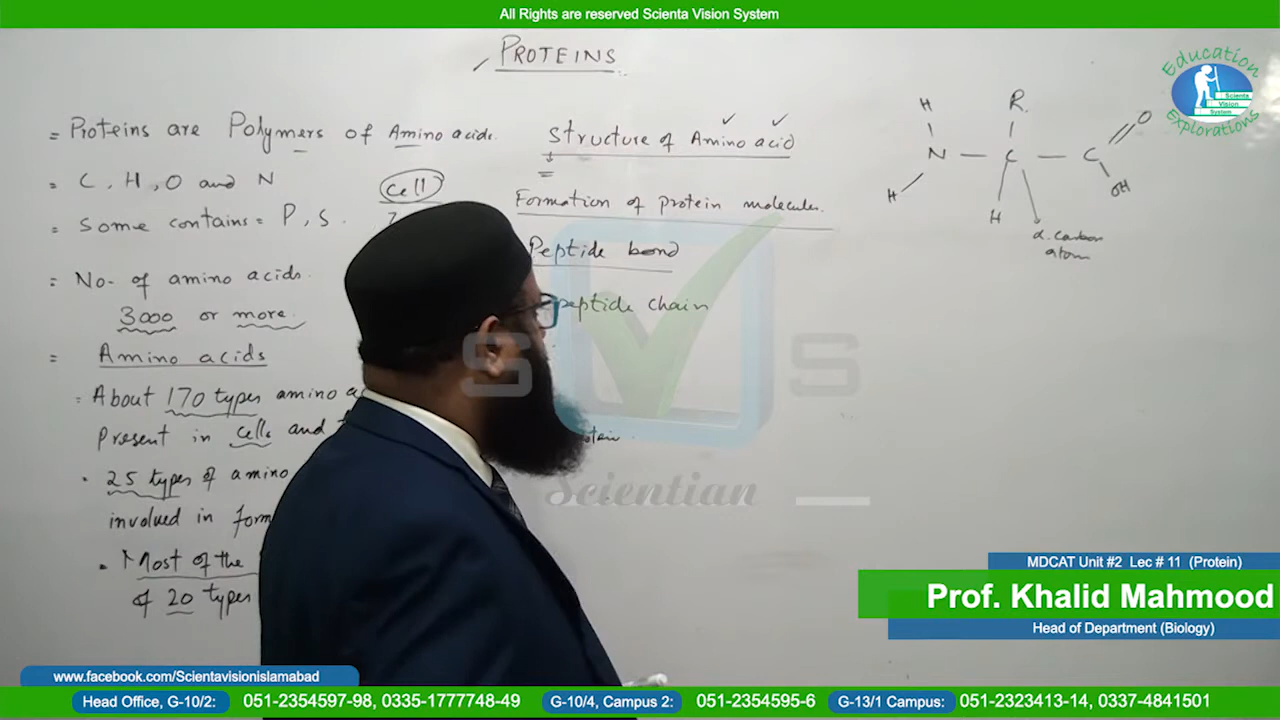 All Rights are reserved Scienta Vision System
PROTEINS
= Proteins are Polymers of Amino acids.
= C, H, O and N
= Some contains = P, S.
= No- of amino acids.
3000 or more.
= Amino acids
= About 170 types amino
Present in cells and
• 25 types of amino
involved in
• Most of the
of 20 types
Cell
Structure of Amino acid
=
Formation of protein molecules.
Peptide bond
peptide chain
H
R
O
N — C — C
H
H
OH
α-carbon
atom
Education
Scienta
Vision
System
Explorations
S S
Scientian
MDCAT Unit #2 Lec # 11 (Protein)
Prof. Khalid Mahmood
Head of Department (Biology)
www.facebook.com/Scientavisionislamabad
Head Office, G-10/2: 051-2354597-98, 0335-1777748-49 G-10/4, Campus 2: 051-2354595-6 G-13/1 Campus: 051-2323413-14, 0337-4841501